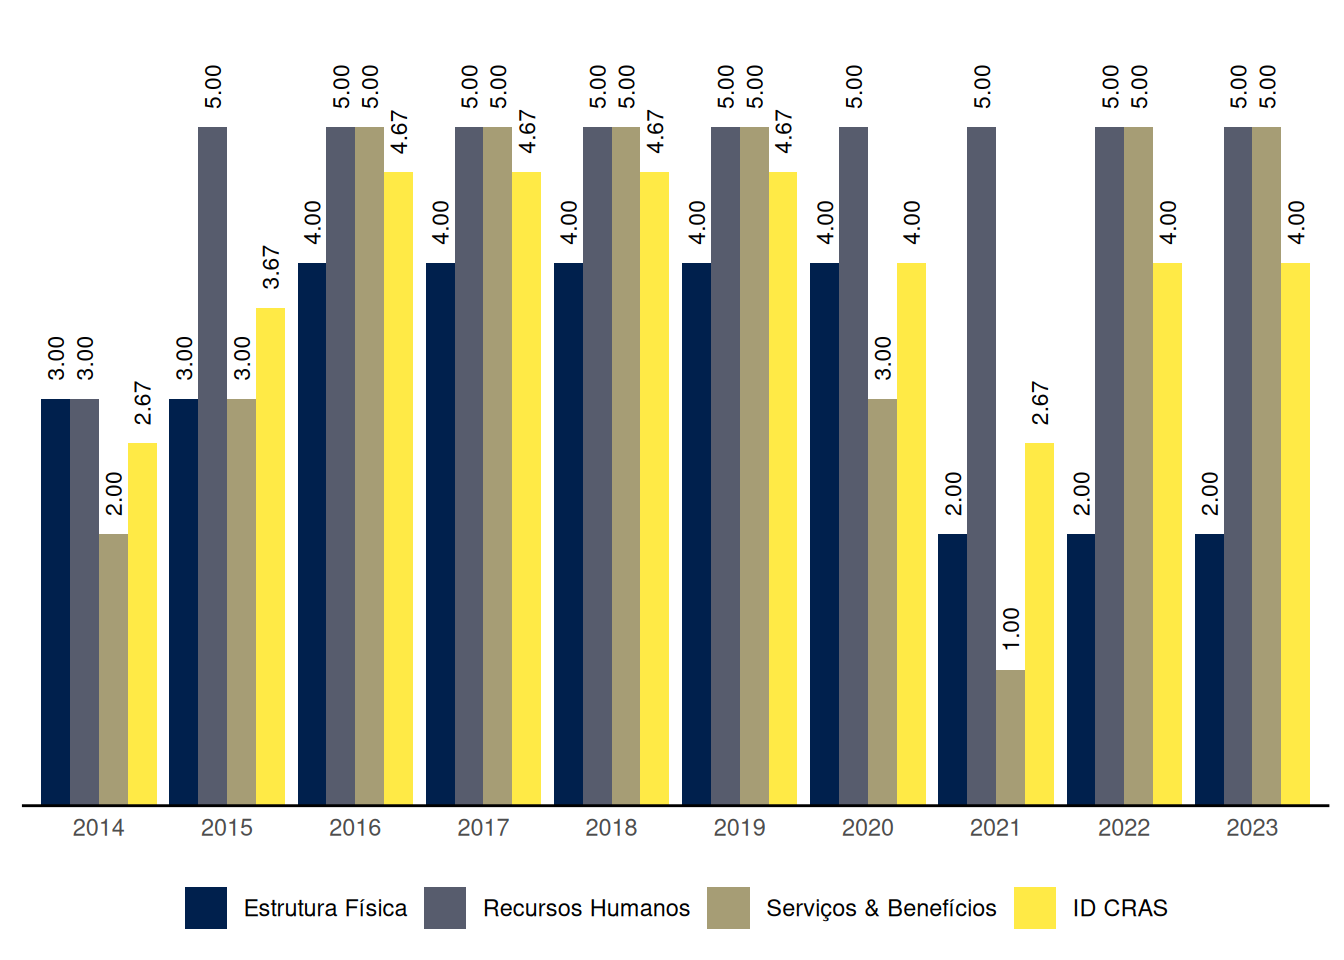 5.00 5.00 5.00 5.00 5.00 5.00 5.00 5.00 5.00 5.00 5.00 5.00 5.00 5.00 5.00
4.67 4.67 4.67 4.67
4.00 4.00 4.00 4.00 4.00 4.00 4.00 4.00
3.67
3.00 3.00 3.00 3.00 3.00
2.67 2.67
2.00 2.00 2.00 2.00
1.00
2014 2015 2016 2017 2018 2019 2020 2021 2022 2023
Estrutura Física Recursos Humanos Serviços & Benefícios ID CRAS